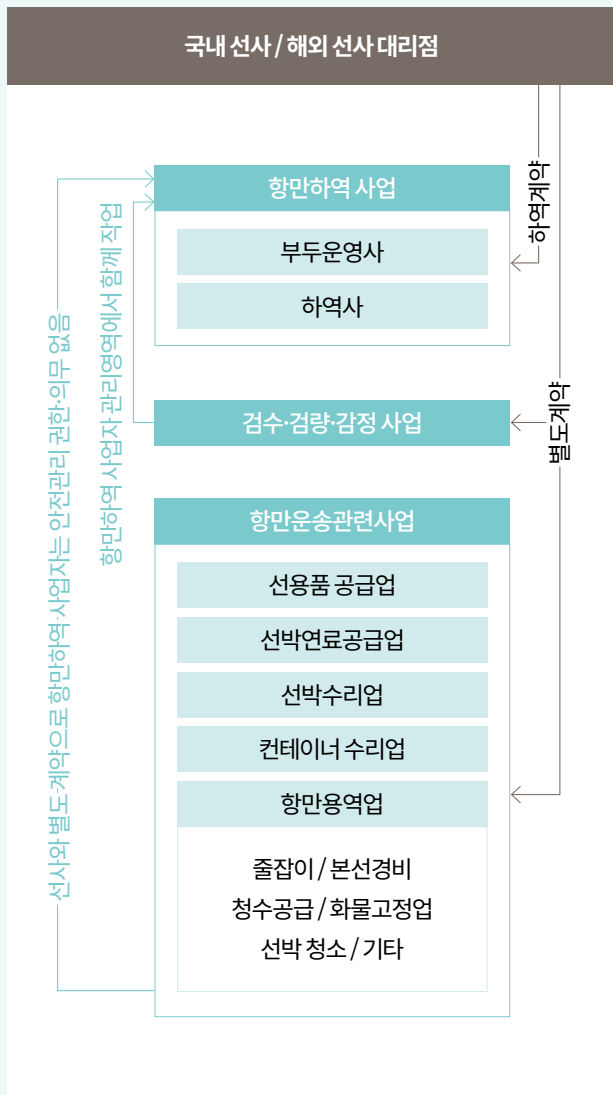 국내 선사 / 해외 선사 대리점
하역계약
항만하역 사업
부두운영사
하역사
항만하역 사업자 관리영역에서 함께 작업
선사와 별도 계약으로 항만하역 사업자는 안전관리 권한·의무 없음
별도계약
검수·검량·감정 사업
항만운송관련사업
선용품 공급업
선박연료공급업
선박수리업
컨테이너 수리업
항만용역업
줄잡이 / 본선경비
청수공급 / 화물고정업
선박 청소 / 기타